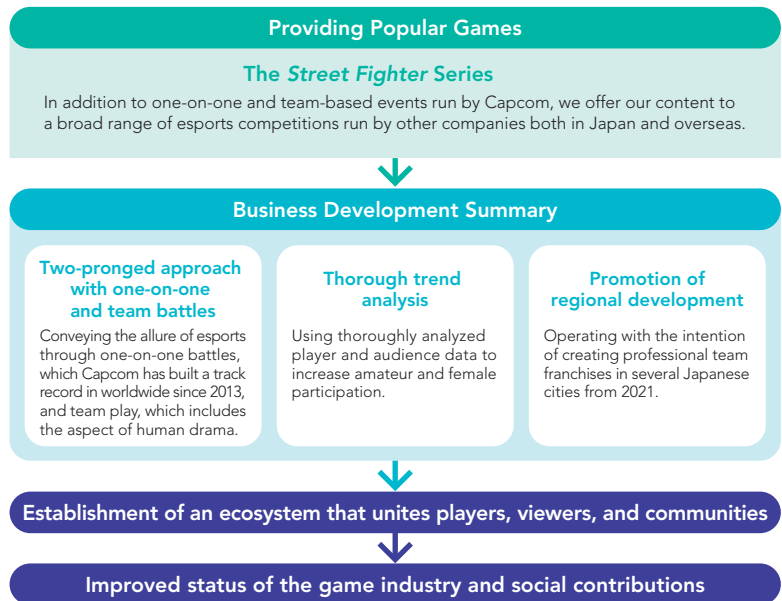 Providing Popular Games
The Street Fighter Series
In addition to one-on-one and team-based events run by Capcom, we offer our content to
a broad range of esports competitions run by other companies both in Japan and overseas.
Business Development Summary
Two-pronged approach
with one-on-one
and team battles
Conveying the allure of esports
through one-on-one battles,
which Capcom has built a track
record in worldwide since 2013,
and team play, which includes
the aspect of human drama.
Thorough trend
analysis
Using thoroughly analyzed
player and audience data to
increase amateur and female
participation.
Promotion of
regional development
Operating with the intention
of creating professional team
franchises in several Japanese
cities from 2021.
Establishment of an ecosystem that unites players, viewers, and communities
Improved status of the game industry and social contributions